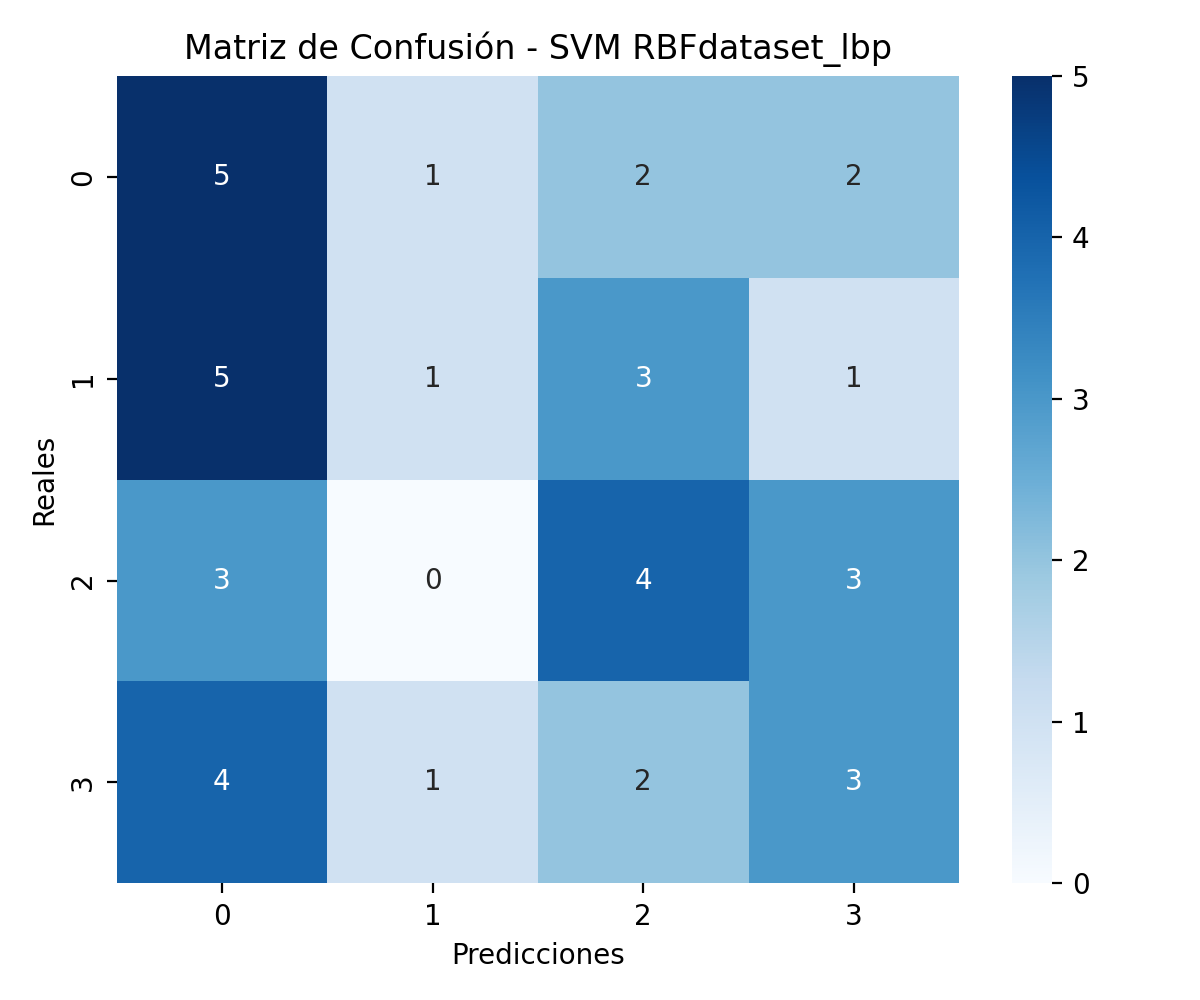 Matriz de Confusión - SVM RBFdataset_lbp
5
0 5 1 2 2
4
1 5 1 3 1
3
Reales
2
2 3 0 4 3
1
3 4 1 2 3
0
0 1 2 3
Predicciones